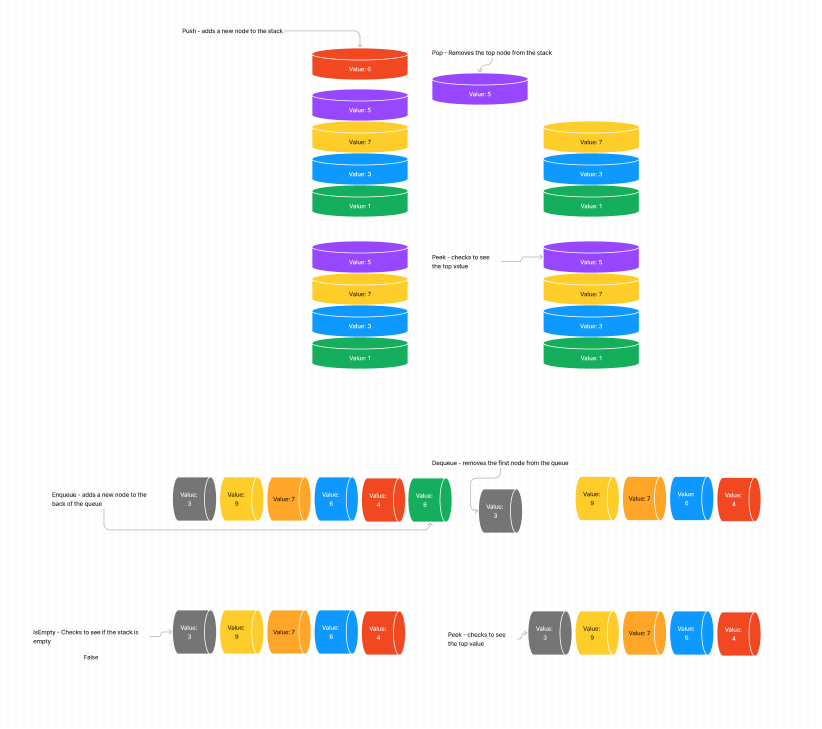 Push - adds a new node to the stack
Value: 6
Pop - Removes the top node from the stack
Value: 5
Value: 5
Value: 7
Value: 3
Value: 1
Value: 7
Value: 3
Value: 1
Value: 5
Value: 7
Value: 3
Value: 1
Peek - checks to see
the top value
Value: 5
Value: 7
Value: 3
Value: 1
Enqueue - adds a new node to the
back of the queue
Value:
3
Value:
9
Value: 7
Value:
6
Value:
4
Value:
8
Dequeue - removes the first node from the queue
Value:
3
Value:
9
Value: 7
Value:
6
Value:
4
IsEmpty - Checks to see if the stack is
empty
False
Value:
3
Value:
9
Value: 7
Value:
6
Value:
4
Peek - checks to see
the top value
Value:
3
Value:
9
Value: 7
Value:
6
Value:
4